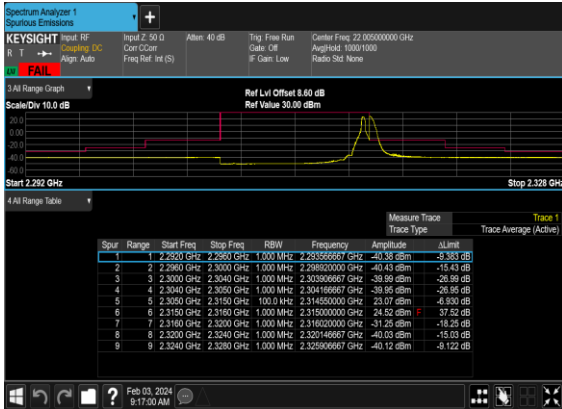 Spectrum Analyzer 1
Spurious Emissions
KEYSIGHT Input: RF Input Z: 50 Ω Atten: 40 dB Trig: Free Run Center Freq: 22.005000000 GHz
R T Coupling: DC Corr CCorr Gate: Off Avg|Hold: 1000/1000
Align: Auto Freq Ref: Int (S) IF Gain: Low Radio Std: None
FAIL
3 All Range Graph
Ref Lvl Offset 8.60 dB
Scale/Div 10.0 dB Ref Value 30.00 dBm
20.0
0.00
-20.0
-40.0
-60.0
Start 2.292 GHz Stop 2.328 GHz
4 All Range Table
Measure Trace Trace 1
Trace Type Trace Average (Active)
Spur Range Start Freq Stop Freq RBW Frequency Amplitude ΔLimit
1 1 2.2920 GHz 2.2960 GHz 1.000 MHz 2.293566667 GHz -40.38 dBm -9.383 dB
2 2 2.2960 GHz 2.3000 GHz 1.000 MHz 2.298920000 GHz -40.43 dBm -15.43 dB
3 3 2.3000 GHz 2.3040 GHz 1.000 MHz 2.303906667 GHz -39.99 dBm -26.99 dB
4 4 2.3040 GHz 2.3050 GHz 1.000 MHz 2.304166667 GHz -39.95 dBm -26.95 dB
5 5 2.3050 GHz 2.3150 GHz 100.0 kHz 2.314550000 GHz 23.07 dBm -6.930 dB
6 6 2.3150 GHz 2.3160 GHz 1.000 MHz 2.315000000 GHz 24.52 dBm F 37.52 dB
7 7 2.3160 GHz 2.3200 GHz 1.000 MHz 2.316020000 GHz -31.25 dBm -18.25 dB
8 8 2.3200 GHz 2.3240 GHz 1.000 MHz 2.320146667 GHz -40.03 dBm -15.03 dB
9 9 2.3240 GHz 2.3280 GHz 1.000 MHz 2.325906667 GHz -40.12 dBm -9.122 dB
Feb 03, 2024
9:17:00 AM